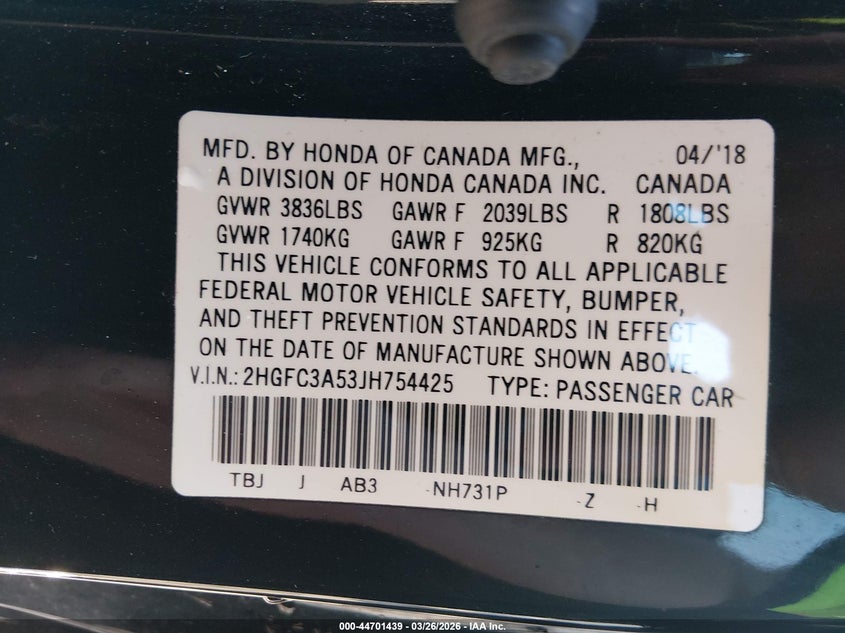 MFD. BY HONDA OF CANADA MFG., 04/'18
A DIVISION OF HONDA CANADA INC. CANADA
GVWR 3836LBS GAWR F 2039LBS R 1808LBS
GVWR 1740KG GAWR F 925KG R 820KG
THIS VEHICLE CONFORMS TO ALL APPLICABLE
FEDERAL MOTOR VEHICLE SAFETY, BUMPER,
AND THEFT PREVENTION STANDARDS IN EFFECT
ON THE DATE OF MANUFACTURE SHOWN ABOVE.
V.I.N.: 2HGFC3A53JH754425 TYPE: PASSENGER CAR
TBJ J AB3 -NH731P -Z -H
000-44701439 - 03/26/2026 - IAA Inc.